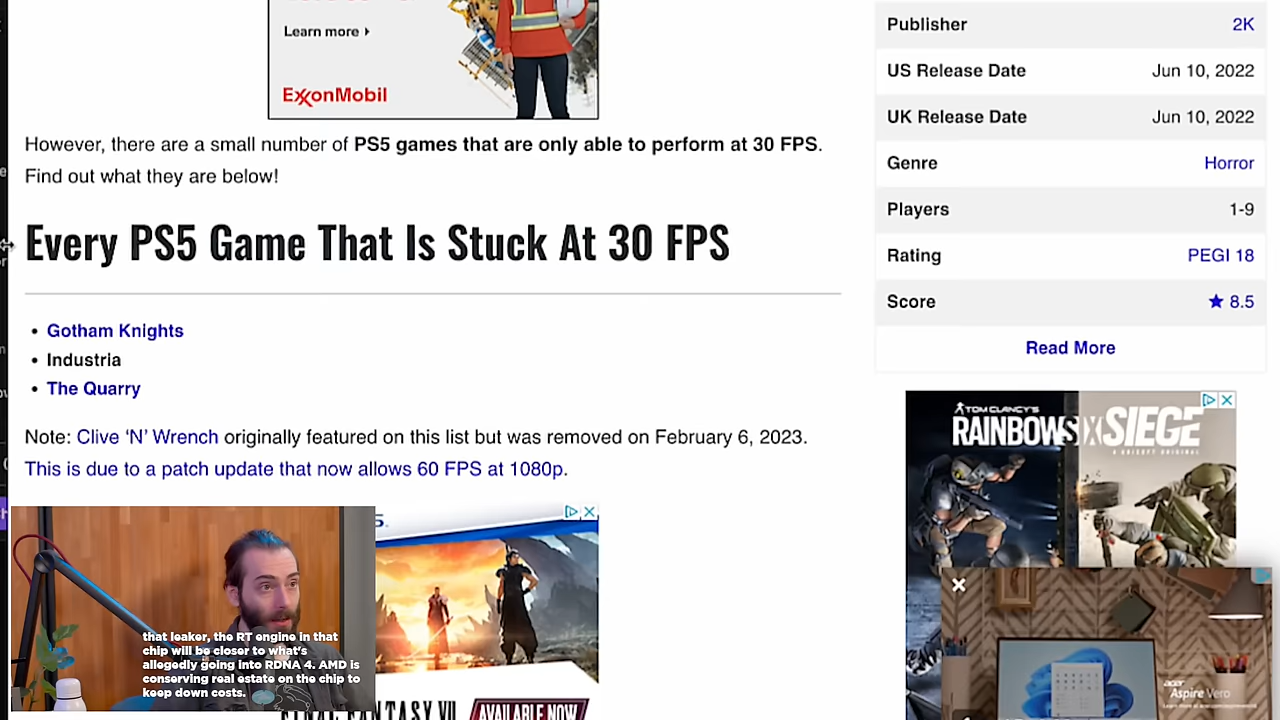 Learn more
ExxonMobil
However, there are a small number of PS5 games that are only able to perform at 30 FPS.
Find out what they are below!
Every PS5 Game That Is Stuck At 30 FPS
• Gotham Knights
• Industria
• The Quarry
Note: Clive ‘N’ Wrench originally featured on this list but was removed on February 6, 2023.
This is due to a patch update that now allows 60 FPS at 1080p.
that leaker, the RT engine in that
chip will be closer to what's
allegedly going into RDNA 4. AMD is
conserving real estate on the chip to
keep down costs.
AVAILABLE NOW
Publisher 2K
US Release Date Jun 10, 2022
UK Release Date Jun 10, 2022
Genre Horror
Players 1-9
Rating PEGI 18
Score ★ 8.5
Read More
TOM CLANCY'S
RAINBOW SIX SIEGE
A UBISOFT ORIGINAL
acer
Aspire Vero